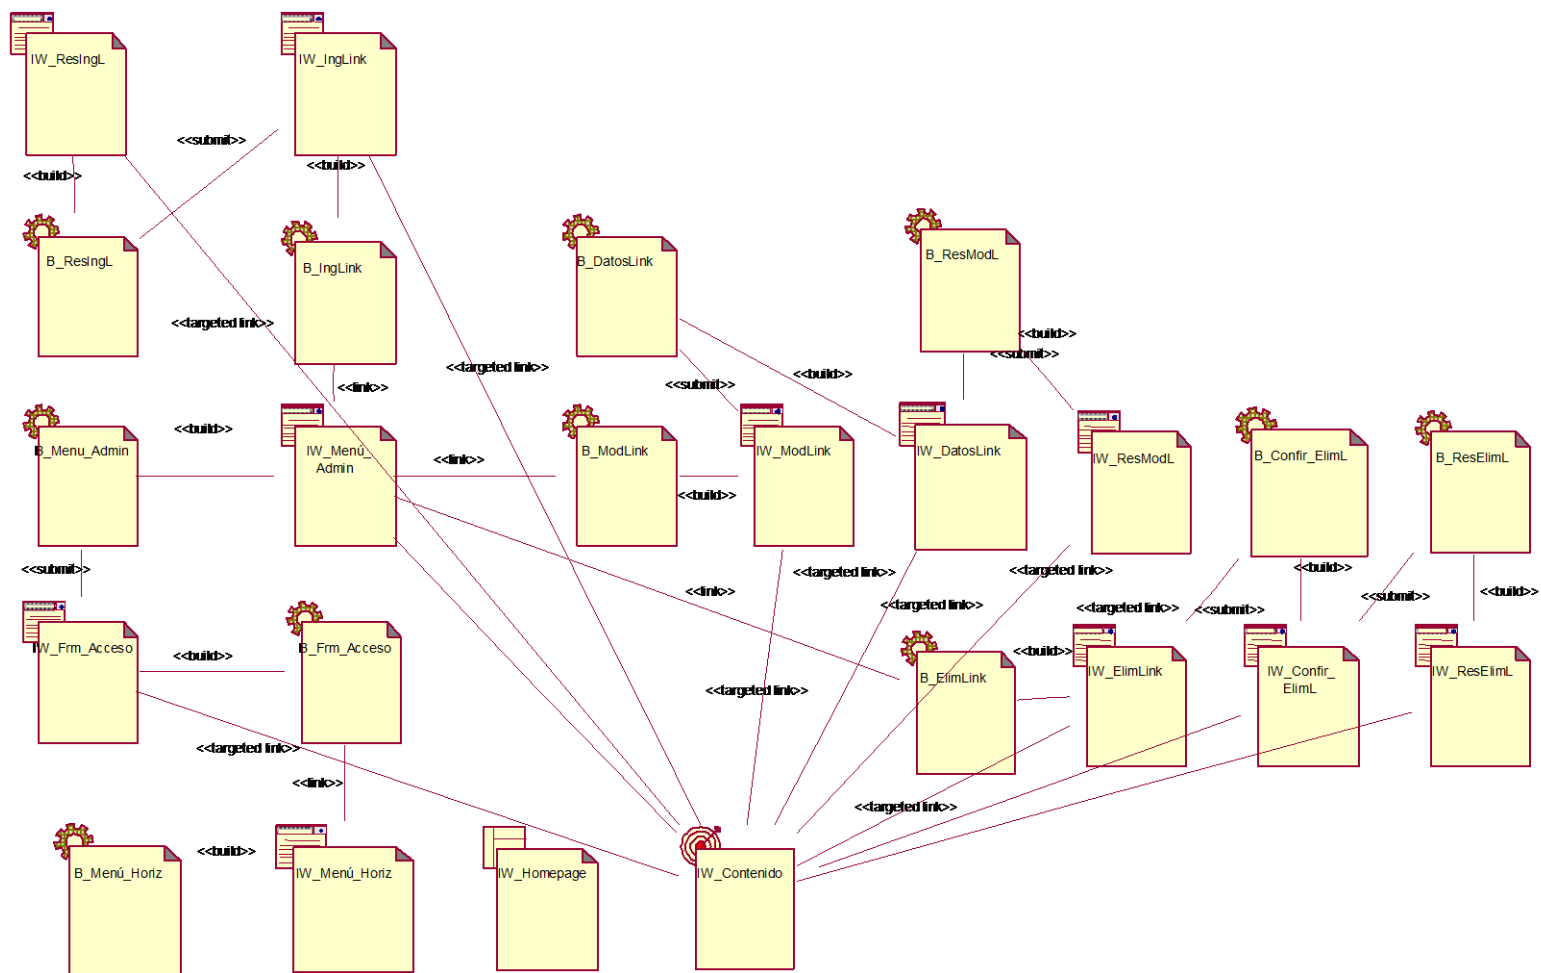 IW_ResIngL
IW_IngLink
<<submit>>
<<build>>
<<build>>
B_ResIngL
B_IngLink
B_DatosLink
B_ResModL
<<targeted link>>
<<build>>
<<submit>>
<<targeted link>>
<<build>>
<<submit>>
<<link>>
<<build>>
B_Menu_Admin
IW_Menú_
Admin
<<link>>
B_ModLink
IW_ModLink
IW_DatosLink
IW_ResModL
B_Confir_ElimL
B_ResElimL
<<build>>
<<submit>>
<<targeted link>>
<<targeted link>>
<<build>>
<<link>>
<<build>>
<<submit>>
<<targeted link>>
<<targeted link>>
<<submit>>
IW_Frm_Acceso
B_Frm_Acceso
<<build>>
<<build>>
B_ElimLink
IW_ElimLink
IW_Confir_
ElimL
IW_ResElimL
<<targeted link>>
<<targeted link>>
<<link>>
<<targeted link>>
<<build>>
B_Menú_Horiz
IW_Menú_Horiz
IW_Homepage
IW_Contenido